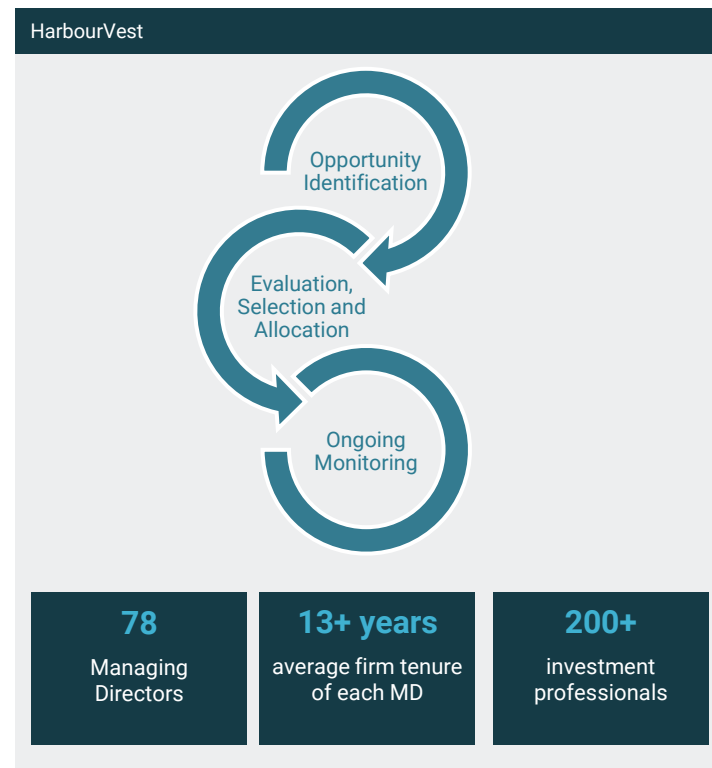 HarbourVest
Opportunity
Identification
Evaluation,
Selection and
Allocation
Ongoing
Monitoring
78
Managing
Directors
13+ years
average firm tenure
of each MD
200+
investment
professionals